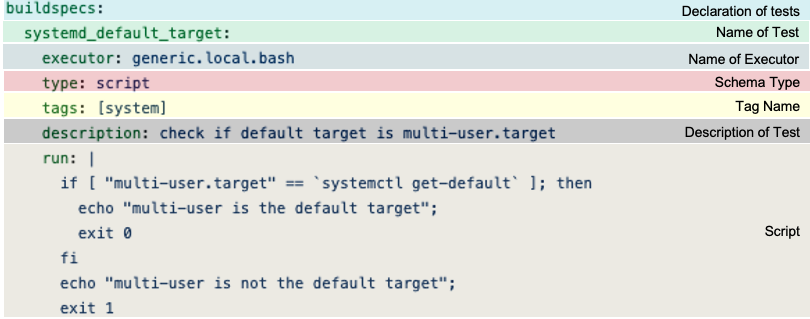 buildspecs: Declaration of tests
systemd_default_target: Name of Test
executor: generic.local.bash Name of Executor
type: script Schema Type
tags: [system] Tag Name
description: check if default target is multi-user.target Description of Test
run: |
if [ "multi-user.target" == `systemctl get-default` ]; then
echo "multi-user is the default target";
exit 0 Script
fi
echo "multi-user is not the default target";
exit 1